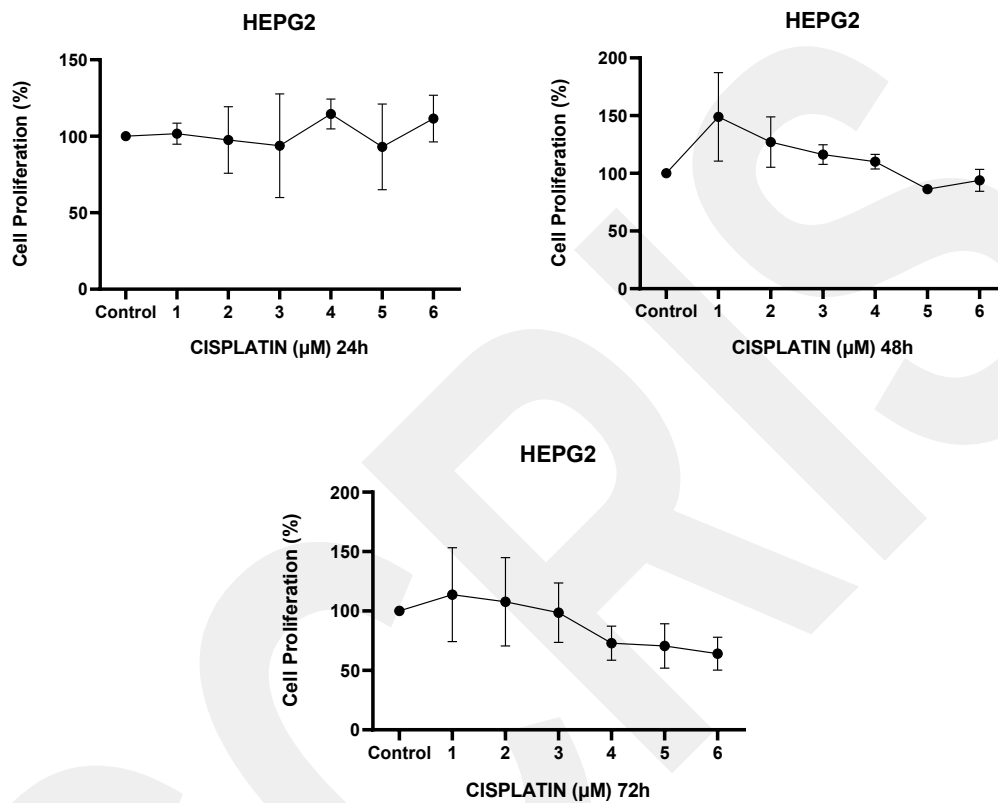 HEPG2
Cell Proliferation (%)
150
100
50
0
Control 1 2 3 4 5 6
CISPLATIN (µM) 24h
HEPG2
Cell Proliferation (%)
200
150
100
50
0
Control 1 2 3 4 5 6
CISPLATIN (µM) 48h
HEPG2
Cell Proliferation (%)
200
150
100
50
0
Control 1 2 3 4 5 6
CISPLATIN (µM) 72h